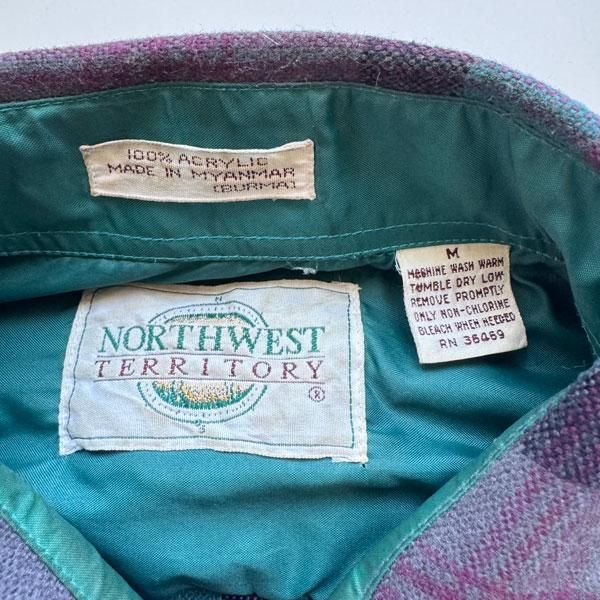 100% ACRYLIC
MADE IN MYANMAR
(BURMA)
M
MACHINE WASH WARM
TUMBLE DRY LOW
REMOVE PROMPTLY
ONLY NON-CHLORINE
BLEACH WHEN NEEDED
RN 36469
N
NORTHWEST
TERRITORY
®
S